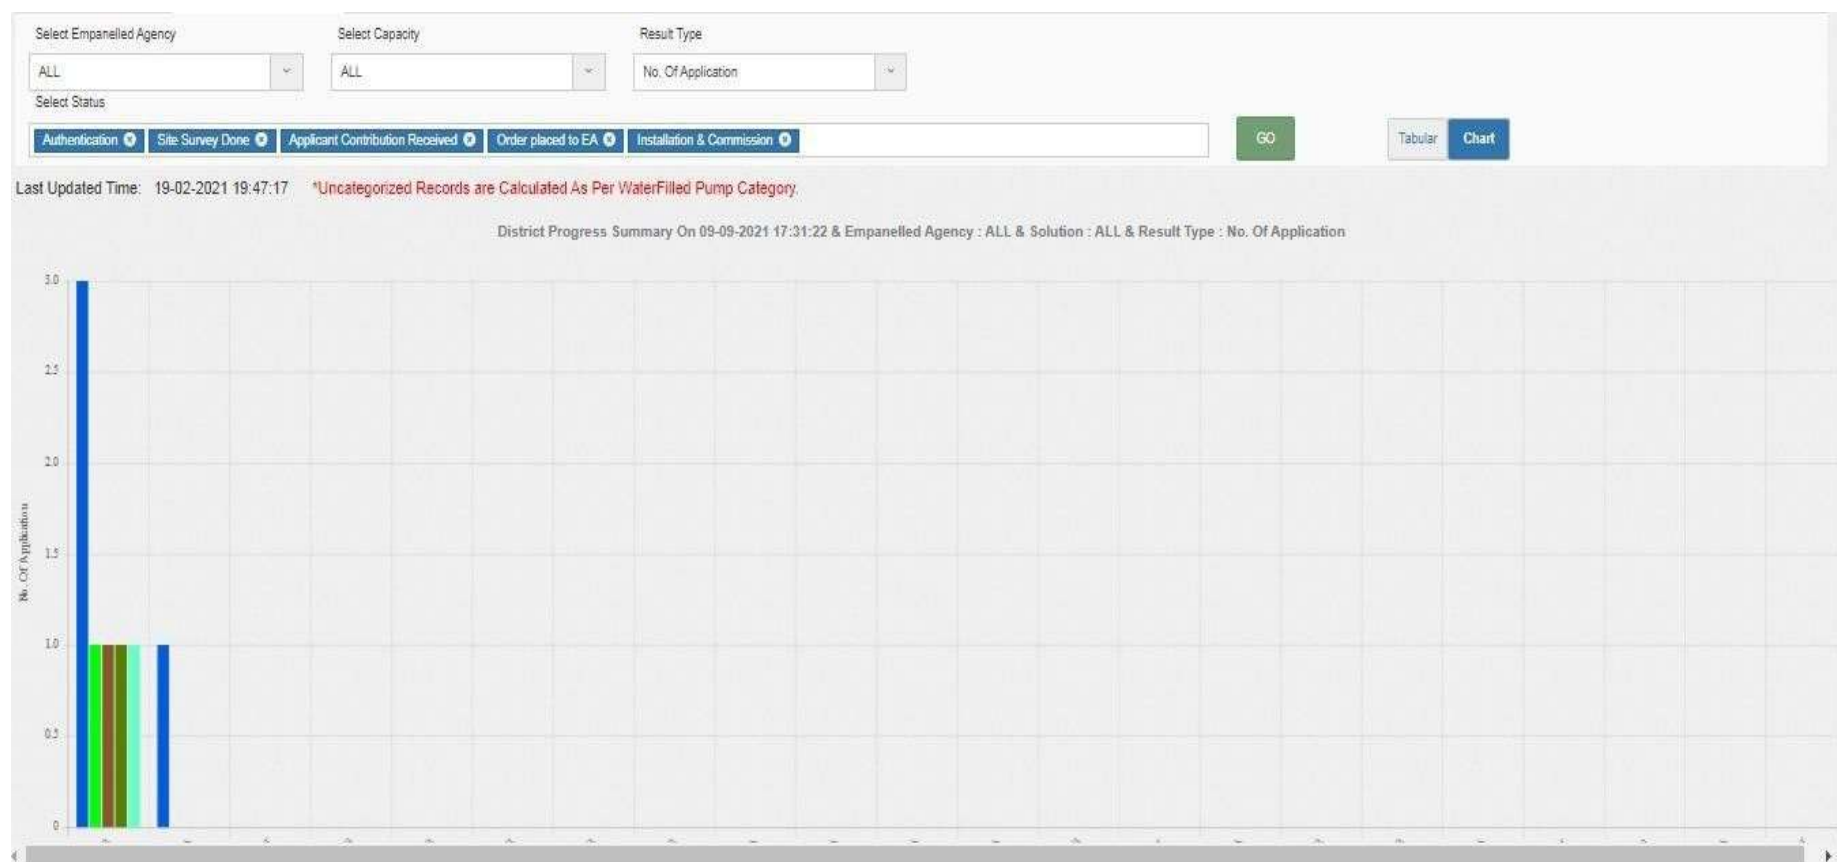 Select Empanelled Agency Select Capacity Result Type
ALL ALL No. Of Application
Select Status
Authentication Site Survey Done Applicant Contribution Received Order placed to EA Installation & Commission GO Tabular Chart
Last Updated Time: 19-02-2021 19:47:17 *Uncategorized Records are Calculated As Per WaterFilled Pump Category.
District Progress Summary On 09-09-2021 17:31:22 & Empanelled Agency : ALL & Solution : ALL & Result Type : No. Of Application
3.0
2.5
2.0
No. Of Application
1.5
1.0
0.5
0